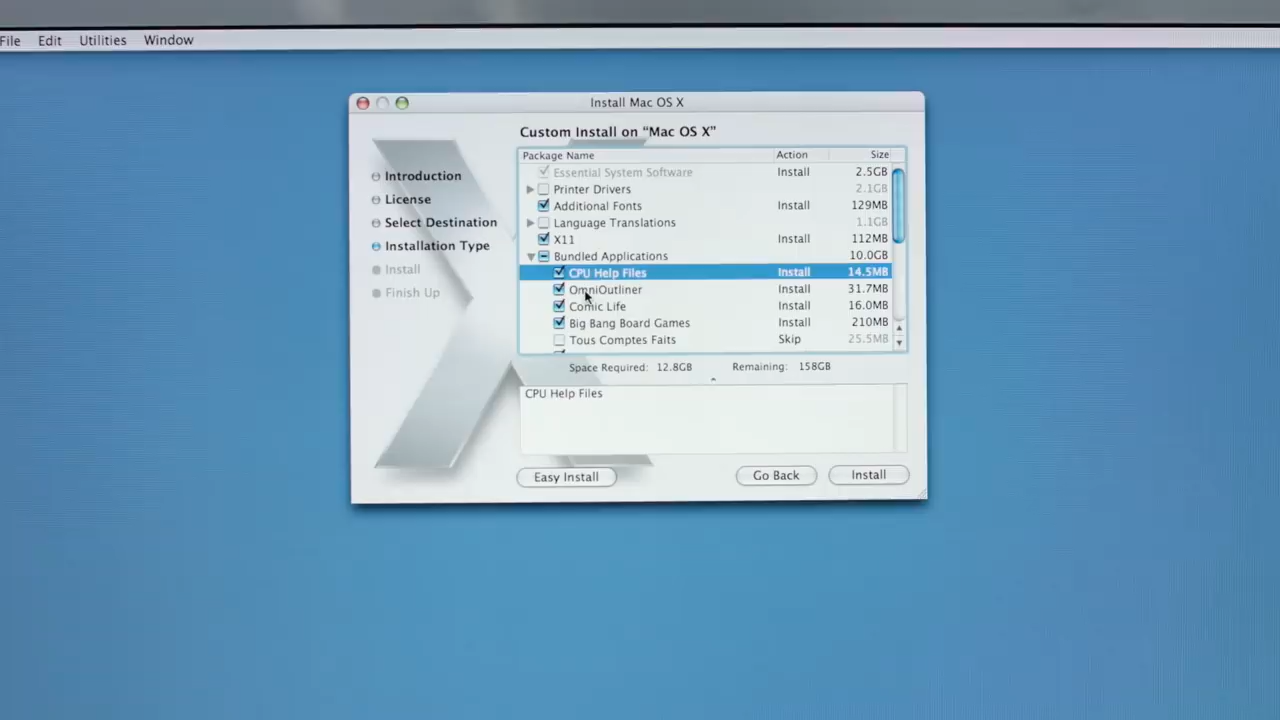 File Edit Utilities Window
Install Mac OS X
Custom Install on “Mac OS X”
Introduction
License
Select Destination
Installation Type
Install
Finish Up
Package Name Action Size
Essential System Software Install 2.5GB
Printer Drivers 2.1GB
Additional Fonts Install 129MB
Language Translations 1.1GB
X11 Install 112MB
Bundled Applications 10.0GB
CPU Help Files Install 14.5MB
OmniOutliner Install 31.7MB
Comic Life Install 16.0MB
Big Bang Board Games Install 210MB
Tous Comptes Faits Skip 25.5MB
Space Required: 12.8GB Remaining: 158GB
CPU Help Files
Easy Install Go Back Install